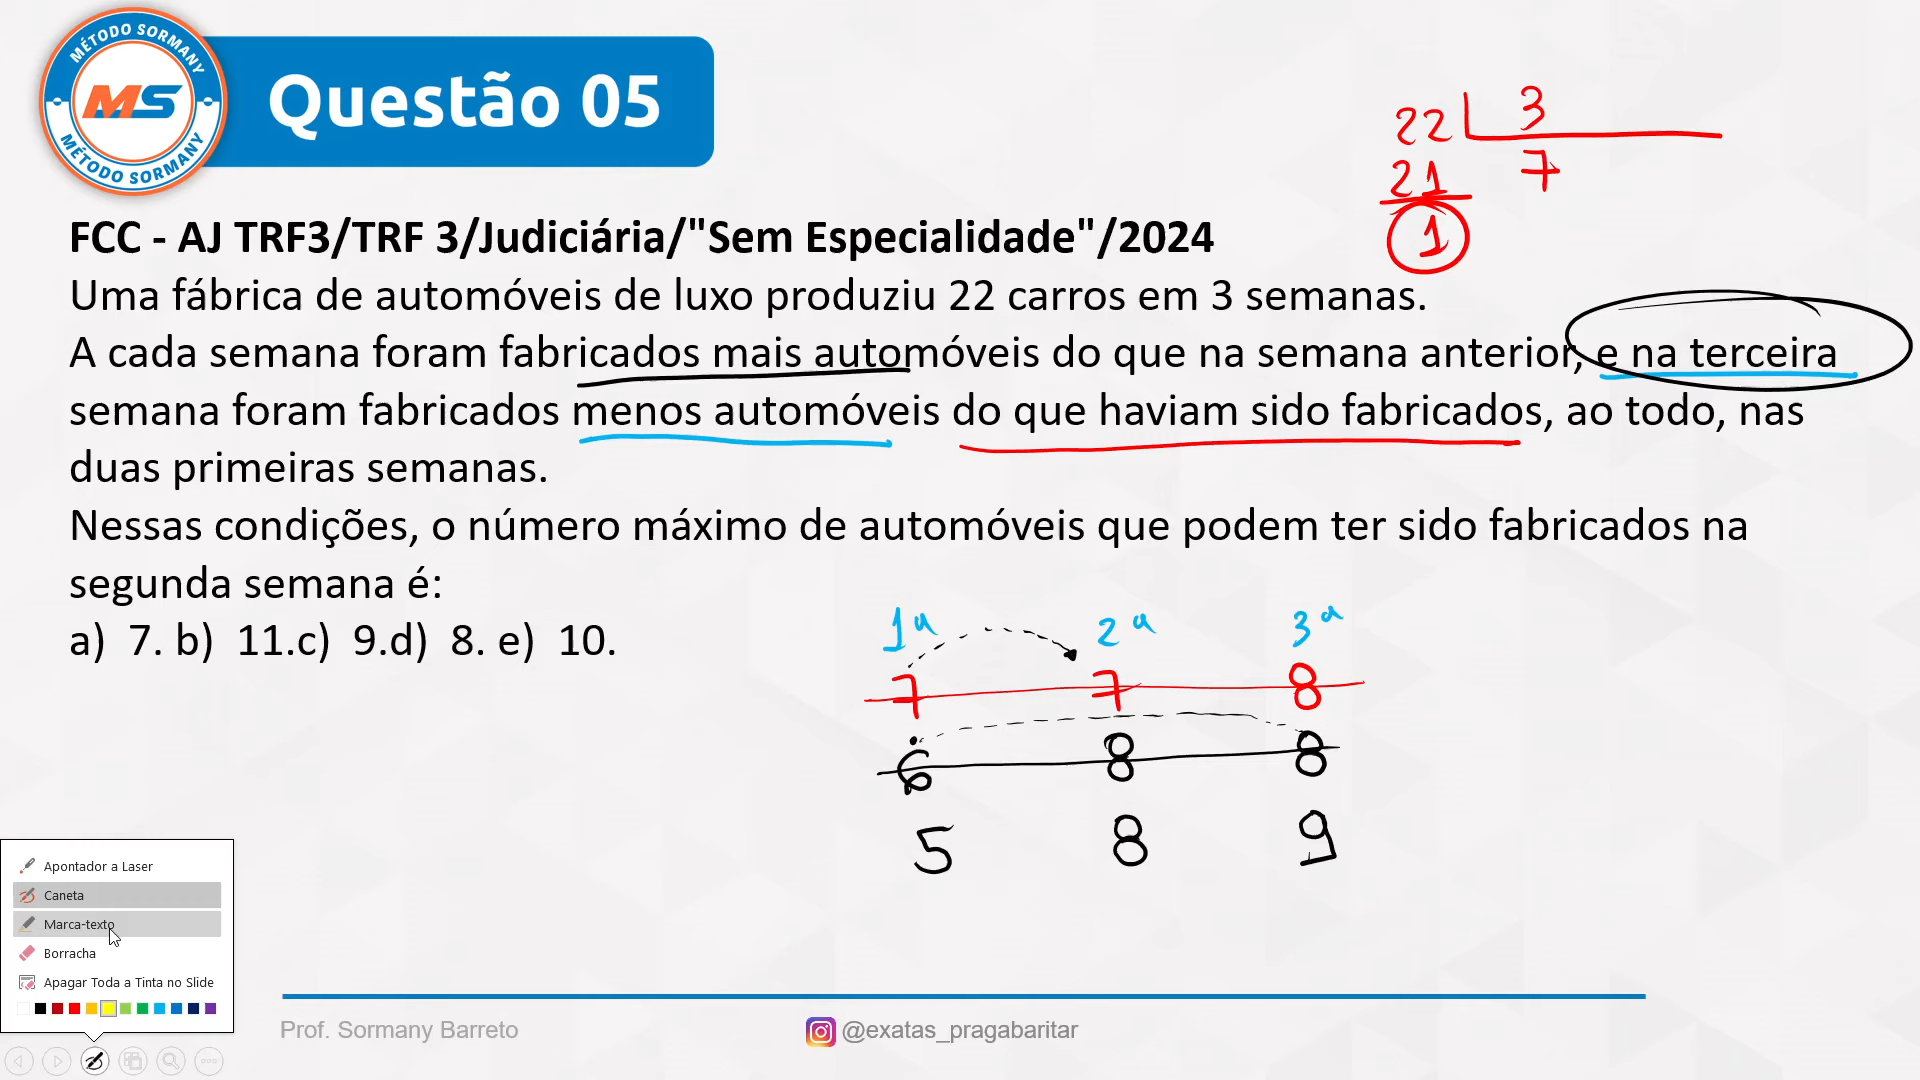 MÉTODO SORMANY
MS
MÉTODO SORMANY
Questão 05
22 3
21 7
1
FCC - AJ TRF3/TRF 3/Judiciária/"Sem Especialidade"/2024
Uma fábrica de automóveis de luxo produziu 22 carros em 3 semanas.
A cada semana foram fabricados mais automóveis do que na semana anterior, e na terceira
semana foram fabricados menos automóveis do que haviam sido fabricados, ao todo, nas
duas primeiras semanas.
Nessas condições, o número máximo de automóveis que podem ter sido fabricados na
segunda semana é:
a) 7. b) 11.c) 9.d) 8. e) 10.
1ª 2ª 3ª
7 7 8
6 8 8
5 8 9
Apontador a Laser
Caneta
Marca-texto
Borracha
Apagar Toda a Tinta no Slide
Prof. Sormany Barreto
@exatas_pragabaritar